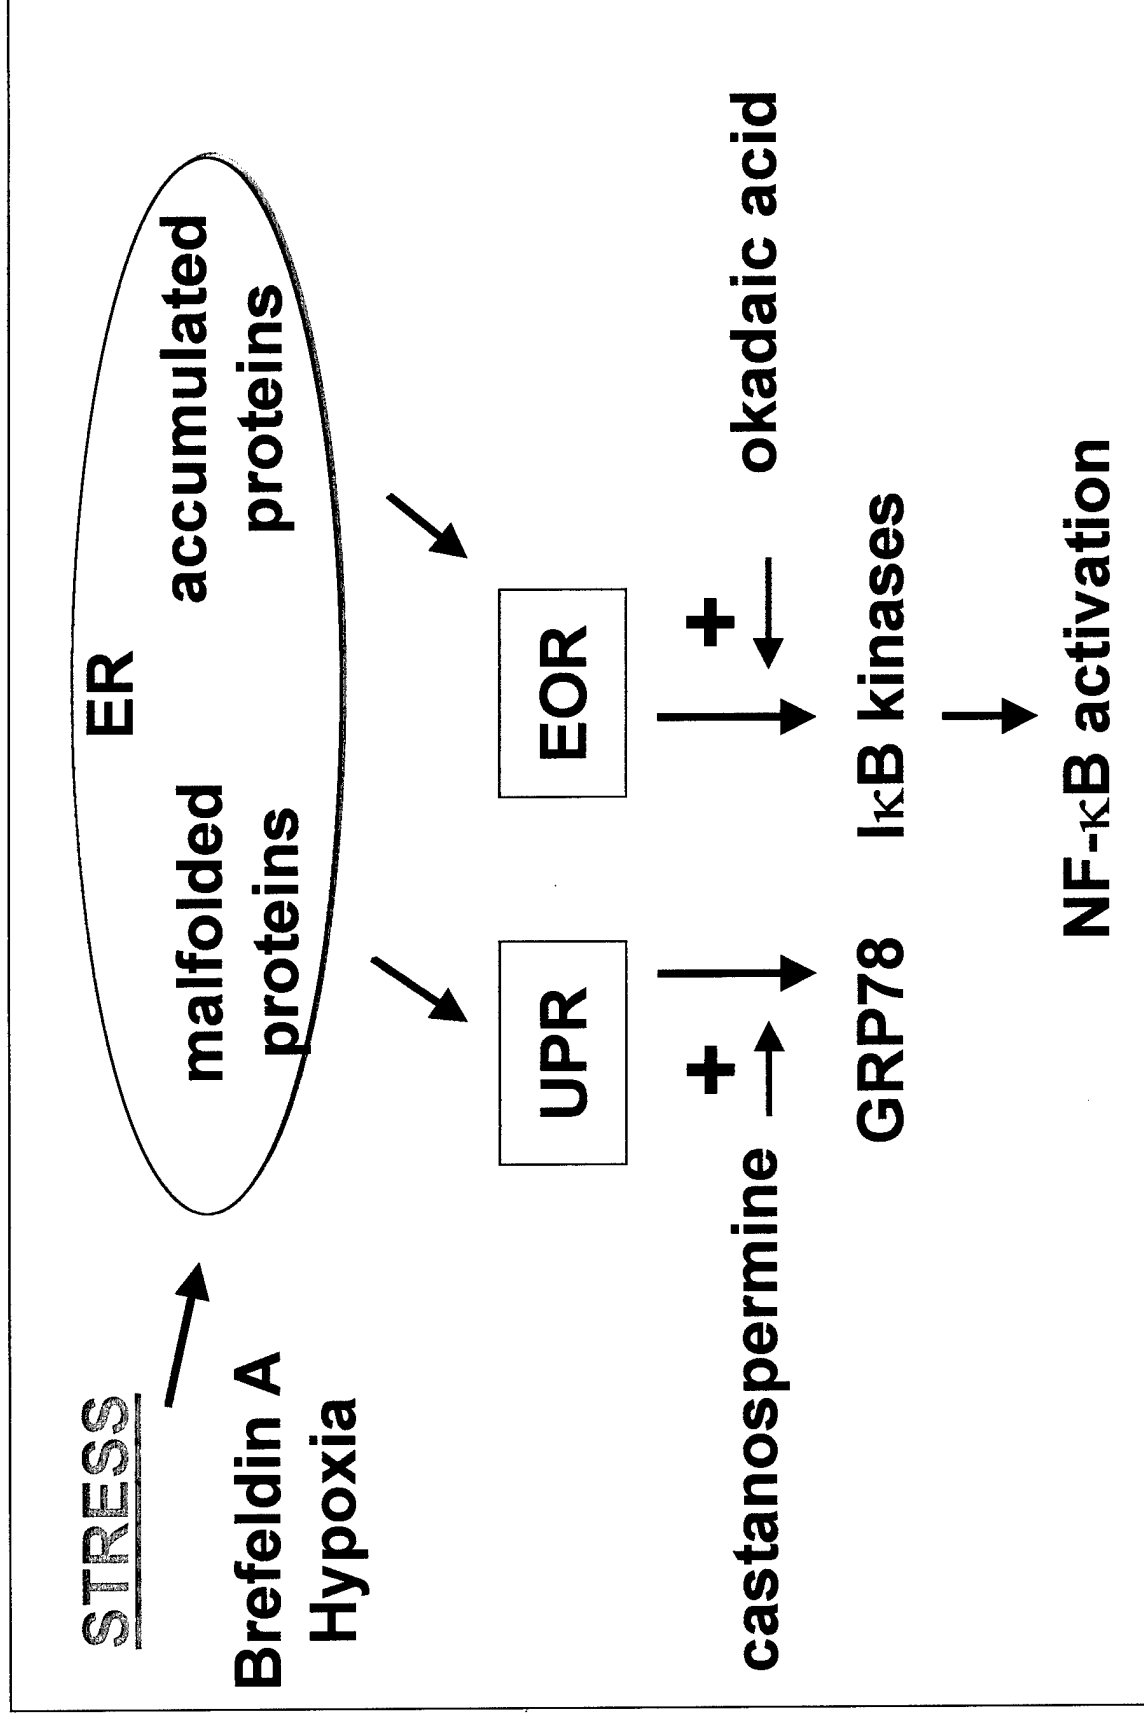 STRESS
Brefeldin A
Hypoxia
ER
malfolded
proteins
accumulated
proteins
UPR
EOR
castanospermine
+
+
okadaic acid
GRP78
IκB kinases
NF-κB activation